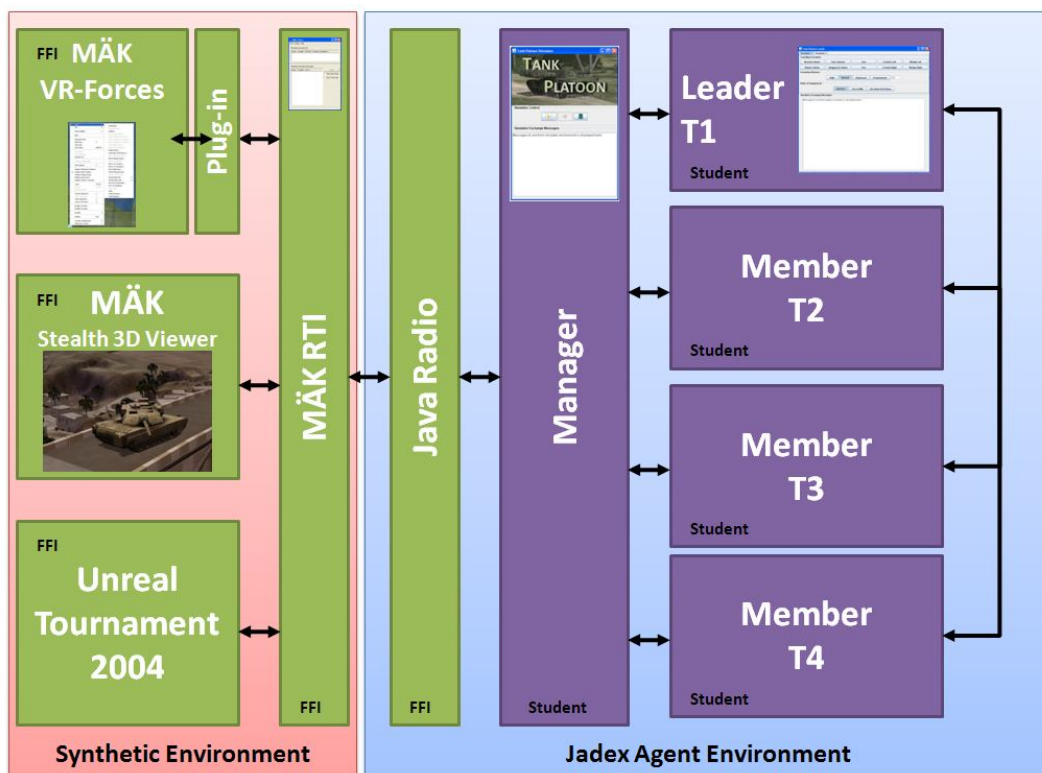 FFI
MÄK
VR-Forces
Plug-in
FFI
MÄK
Stealth 3D Viewer
FFI
Unreal
Tournament
2004
MÄK RTI
FFI
Synthetic Environment
Java Radio
FFI
TANK
PLATOON
Manager
Student
Leader
T1
Student
Member
T2
Student
Member
T3
Student
Member
T4
Student
Jadex Agent Environment